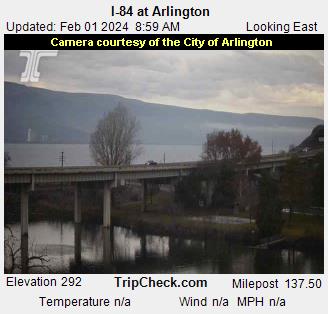 I-84 at Arlington
Updated: Feb 01 2024 8:59 AM Looking East
Camera courtesy of the City of Arlington
Elevation 292 TripCheck.com Milepost 137.50
Temperature n/a Wind n/a MPH n/a